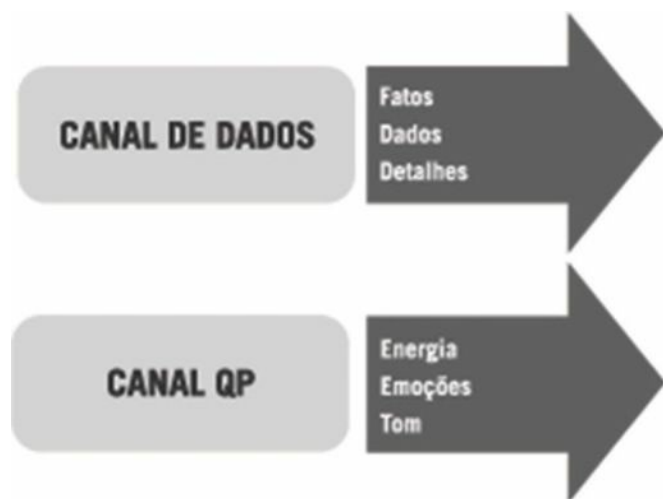 CANAL DE DADOS
Fatos
Dados
Detalhes
CANAL QP
Energia
Emoções
Tom